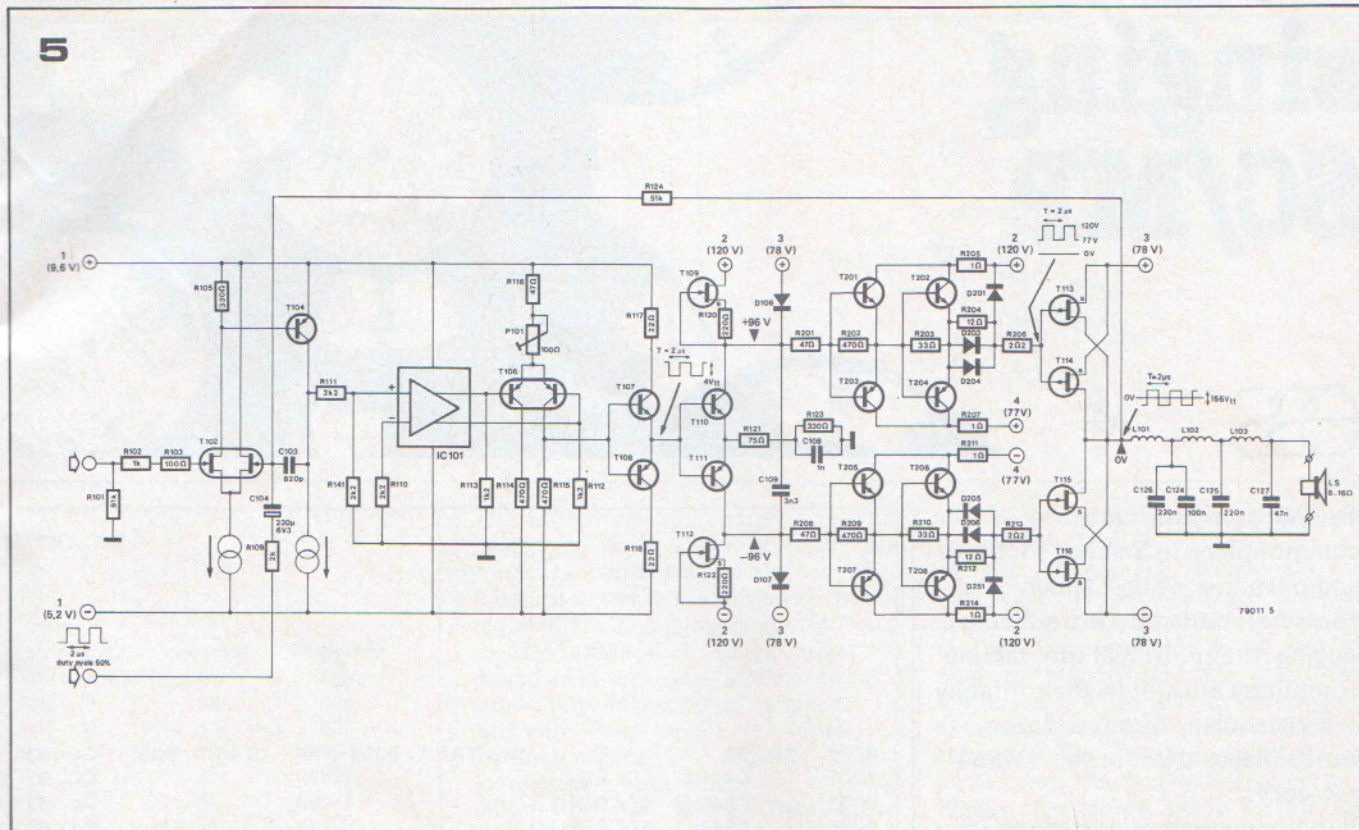 5
R124
51k
1
(9,6 V)
R105
330Ω
T104
R116
47Ω
P101
100Ω
R117
22Ω
T = 2 µs
4Vtt
T109
2
(120 V)
3
(78 V)
R120
220Ω
D106
+96 V
T201
T202
R205
1Ω
2
(120 V)
D201
R204
12Ω
R201
47Ω
R202
470Ω
R203
33Ω
D203
R206
2Ω2
D204
T = 2 µs
120V
77V
0V
T113
3
(78 V)
R111
2k2
T106
T107
T110
T203
T204
T114
IC101
R121
75Ω
R123
330Ω
C108
1n
R207
1Ω
4
(77V)
R211
1Ω
4
(77V)
T=2µs
0V
156Vtt
L101
L102
L103
0V
R102
1k
R103
100Ω
T102
C103
820p
T108
T111
C109
3n3
T205
T206
D205
D206
T115
C126
220n
C124
100n
C125
220n
C127
47n
LS
8..16Ω
R101
51k
C104
220µ
6V3
R141
2k2
R110
2k2
R113
1k2
R114
470Ω
R115
470Ω
R112
1k2
T112
-96 V
R208
47Ω
R209
470Ω
R210
33Ω
R213
2Ω2
12Ω
R212
R109
2k
R118
22Ω
R122
220Ω
D107
T207
T208
D251
T116
R214
1Ω
79011 5
1
(5,2 V)
2
(120 V)
3
(78 V)
2
(120 V)
3
(78 V)
2 µs
duty cycle 50%